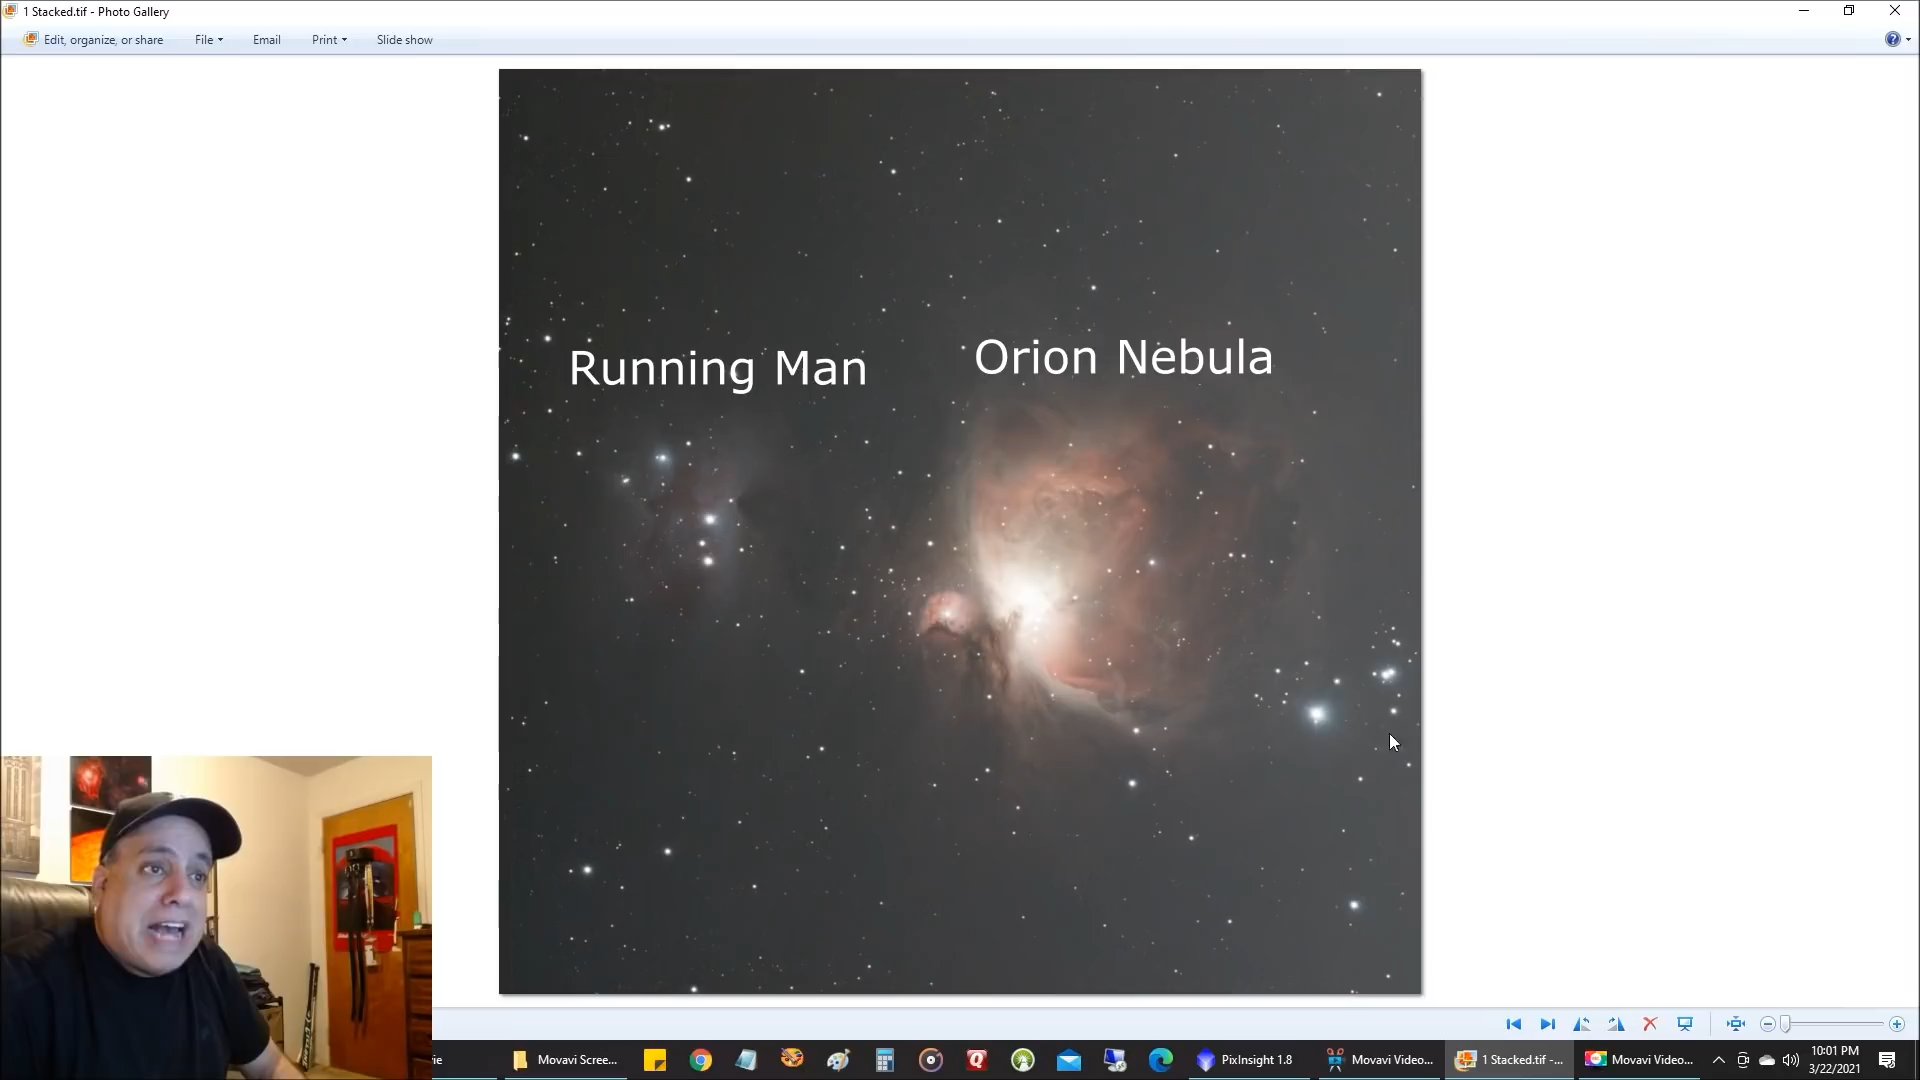 1 Stacked.tif - Photo Gallery
Edit, organize, or share File Email Print Slide show
Running Man
Orion Nebula
Movavi Scree...
PixInsight 1.8
Movavi Video...
1 Stacked.tif -...
Movavi Video...
10:01 PM
3/22/2021